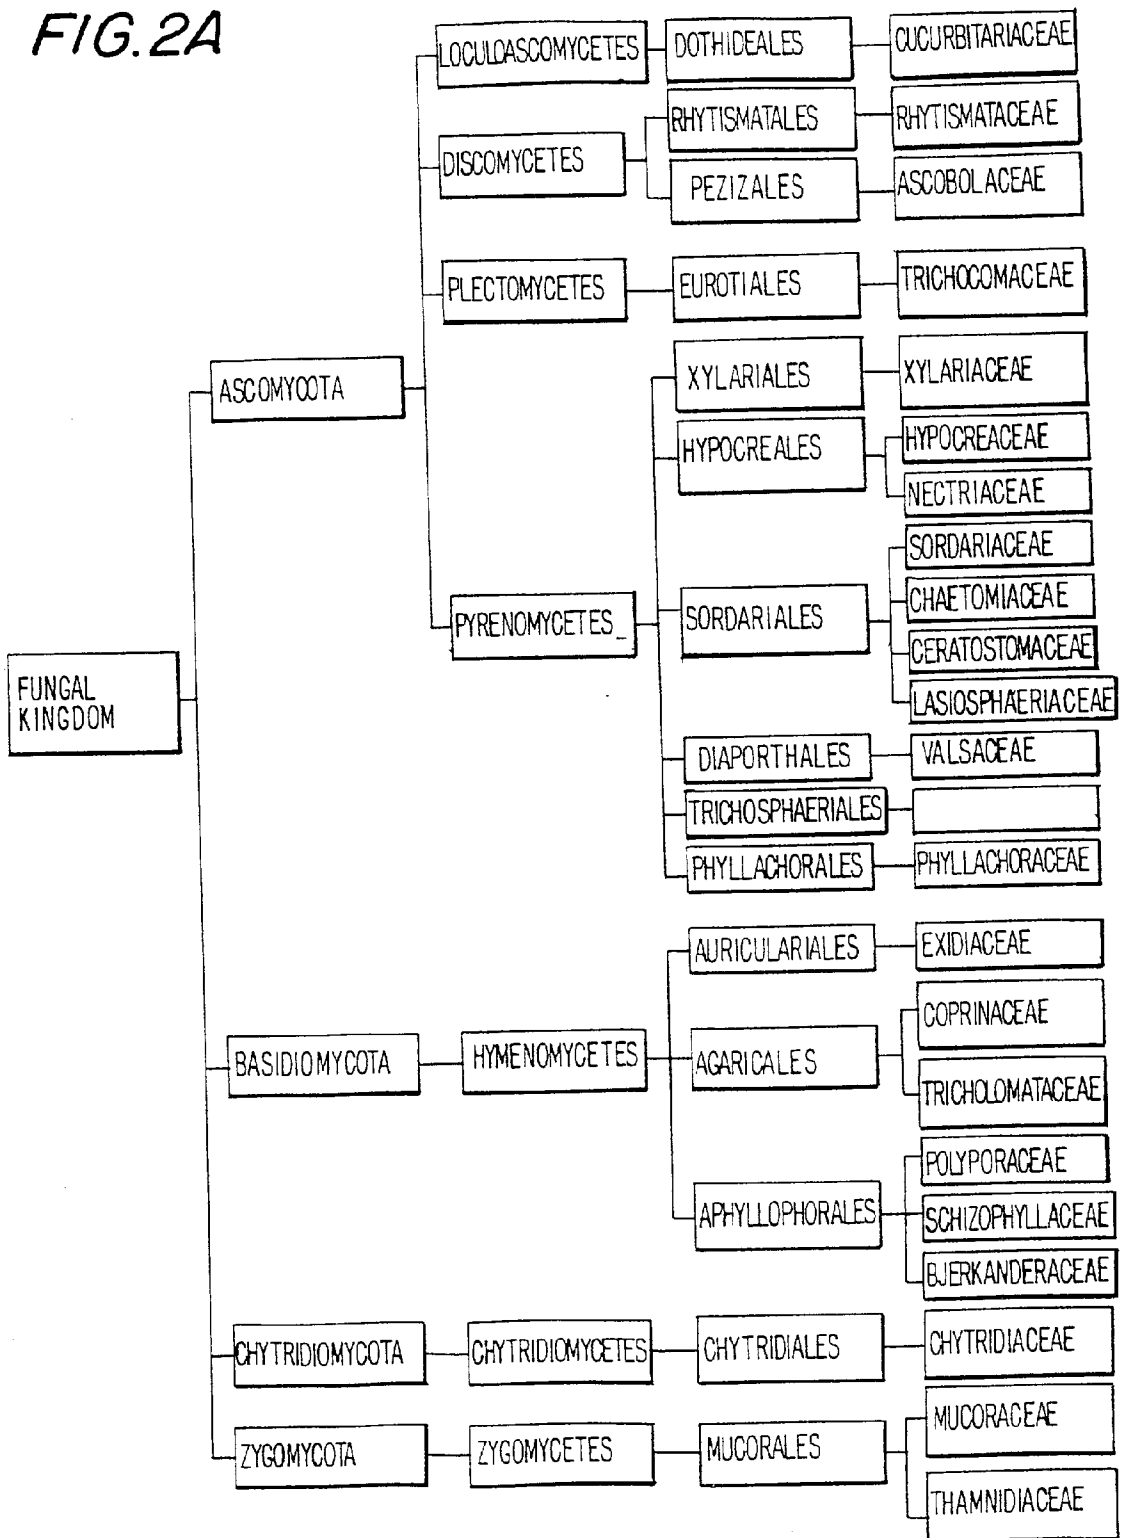 FIG. 2A
LOCULOASCOMYCETES
DOTHIDEALES
CUCURBITARIACEAE
DISCOMYCETES
RHYTISMATALES
RHYTISMATACEAE
PEZIZALES
ASCOBOLACEAE
PLECTOMYCETES
EUROTIALES
TRICHOCOMACEAE
ASCOMYCOTA
XYLARIALES
XYLARIACEAE
HYPOCREALES
HYPOCREACEAE
NECTRIACEAE
PYRENOMYCETES_
SORDARIALES
SORDARIACEAE
CHAETOMIACEAE
CERATOSTOMACEAE
LASIOSPHAERIACEAE
FUNGAL
KINGDOM
DIAPORTHALES
VALSACEAE
TRICHOSPHAERIALES
PHYLLACHORALES
PHYLLACHORACEAE
AURICULARIALES
EXIDIACEAE
BASIDIOMYCOTA
HYMENOMYCETES
AGARICALES
COPRINACEAE
TRICHOLOMATACEAE
APHYLLOPHORALES
POLYPORACEAE
SCHIZOPHYLLACEAE
BJERKANDERACEAE
CHYTRIDIOMYCOTA
CHYTRIDIOMYCETES
CHYTRIDIALES
CHYTRIDIACEAE
ZYGOMYCOTA
ZYGOMYCETES
MUCORALES
MUCORACEAE
THAMNIDIACEAE